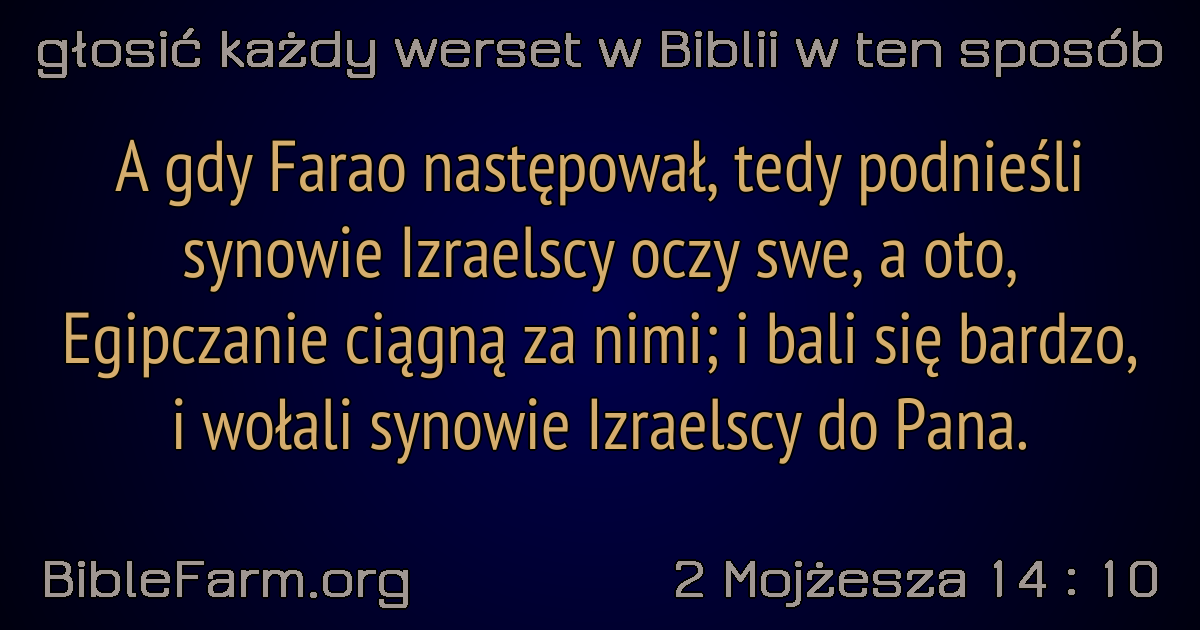 głosić każdy werset w Biblii w ten sposób
A gdy Farao następował, tedy podnieśli
synowie Izraelscy oczy swe, a oto,
Egipczanie ciągną za nimi; i bali się bardzo,
i wołali synowie Izraelscy do Pana.
BibleFarm.org
2 Mojżesza 14 : 10